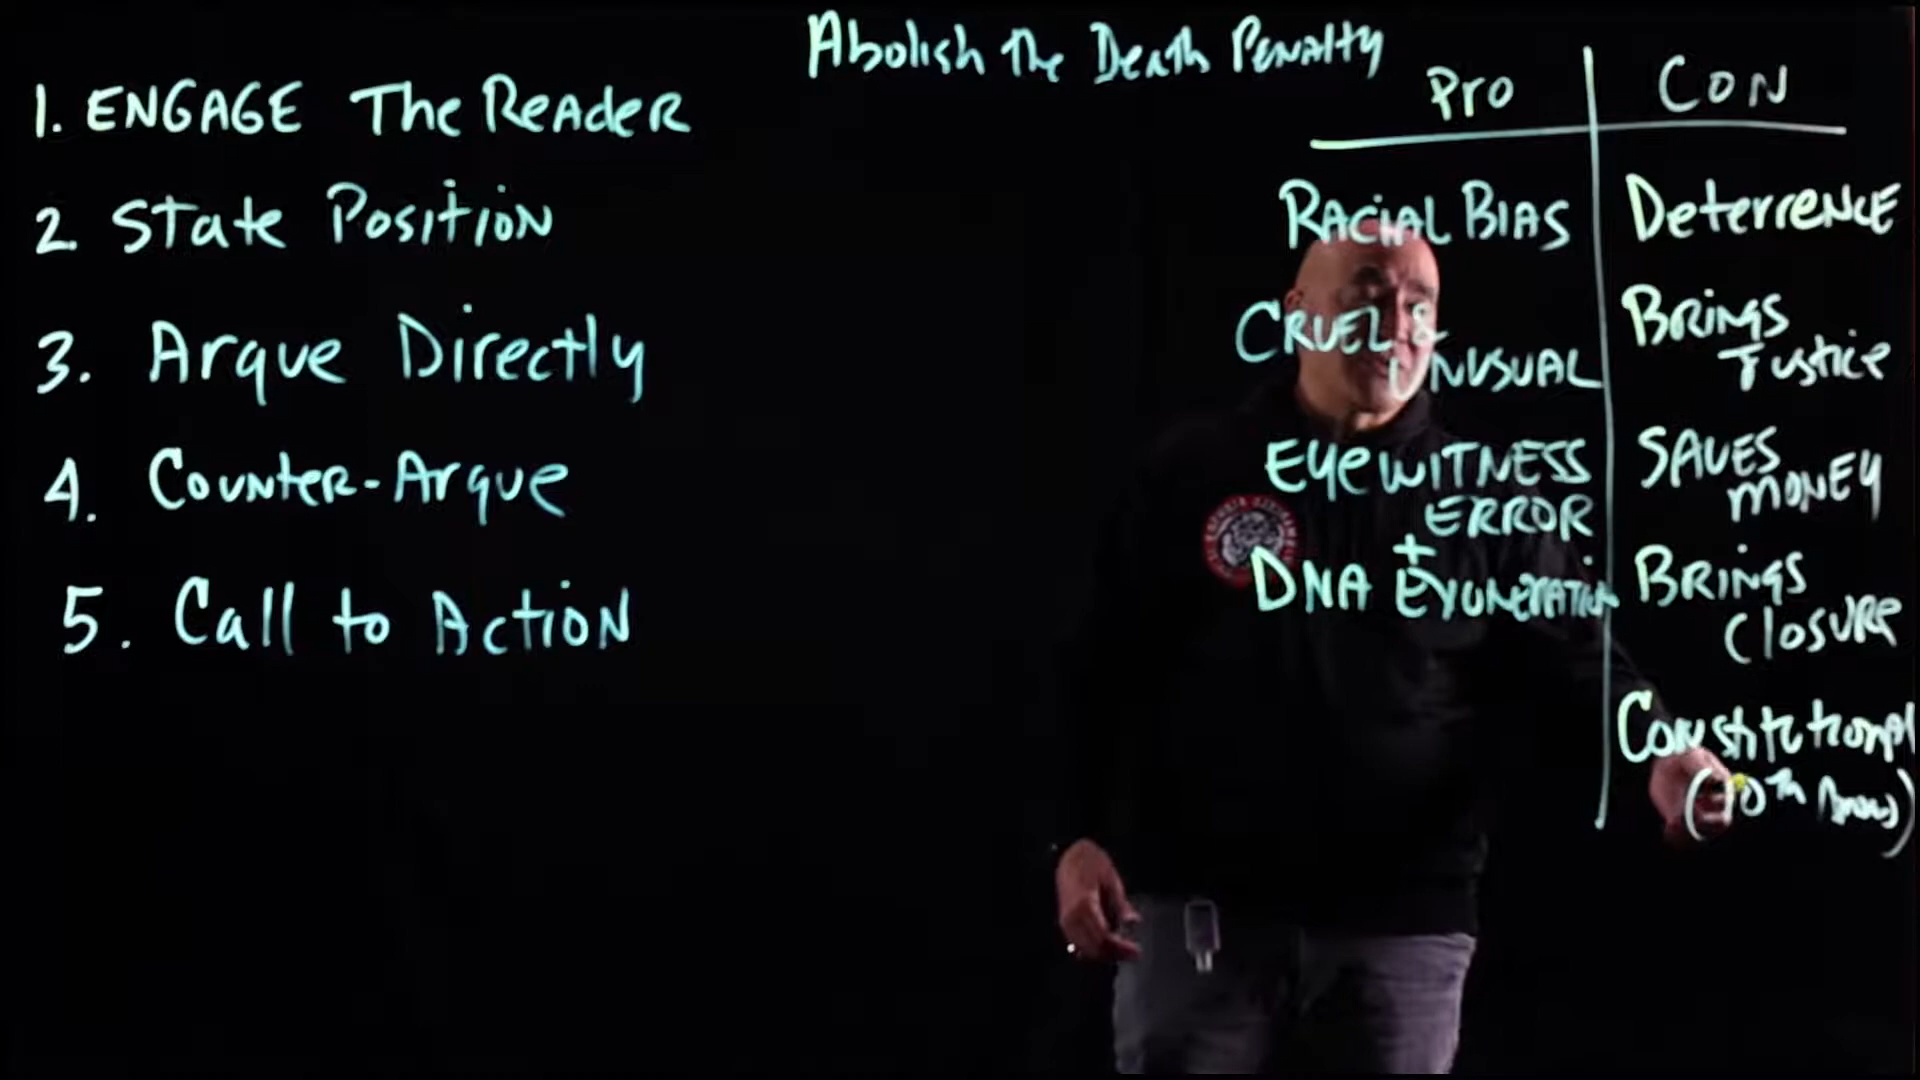 Abolish The Death Penalty
1. ENGAGE The Reader
2. State Position
3. Argue Directly
4. Counter-Argue
5. Call to Action
Pro
Racial Bias
Cruel &
Unusual
Eyewitness
Error
+
DNA Exoneration
Con
Deterrence
Brings
Justice
Saves
Money
Brings
Closure
Constitutional